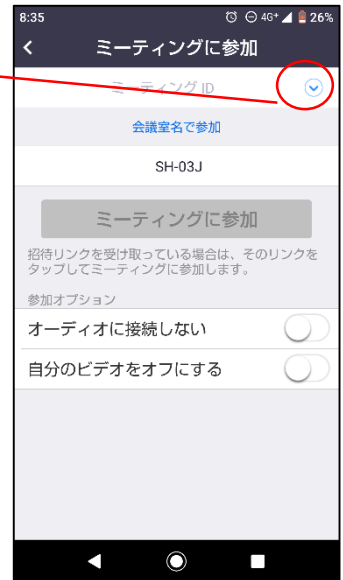 8:35 4G+ 26%
ミーティングに参加
ミーティング ID
会議室名で参加
SH-03J
ミーティングに参加
招待リンクを受け取っている場合は、そのリンクを
タップしてミーティングに参加します。
参加オプション
オーディオに接続しない
自分のビデオをオフにする